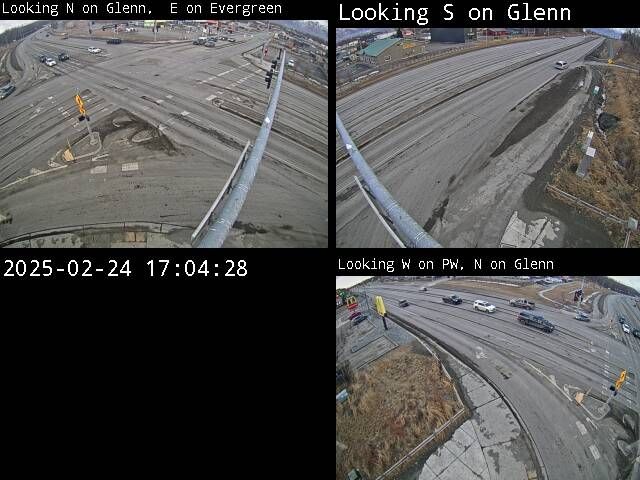 Looking N on Glenn,  E on Evergreen
Looking S on Glenn
2025-02-24 17:04:28
Looking W on PW, N on Glenn